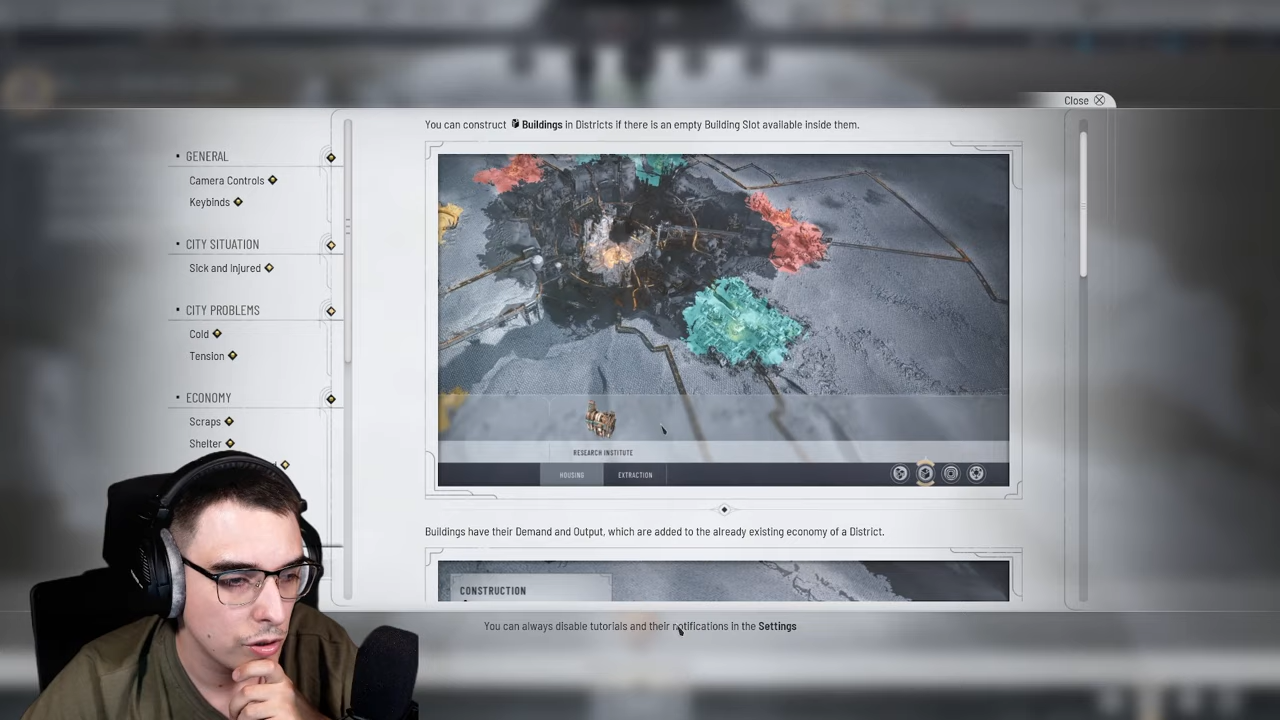 Close
You can construct Buildings in Districts if there is an empty Building Slot available inside them.
GENERAL
Camera Controls
Keybinds
CITY SITUATION
Sick and Injured
CITY PROBLEMS
Cold
Tension
ECONOMY
Scraps
Shelter
RESEARCH INSTITUTE
HOUSING
EXTRACTION
Buildings have their Demand and Output, which are added to the already existing economy of a District.
CONSTRUCTION
You can always disable tutorials and their notifications in the Settings